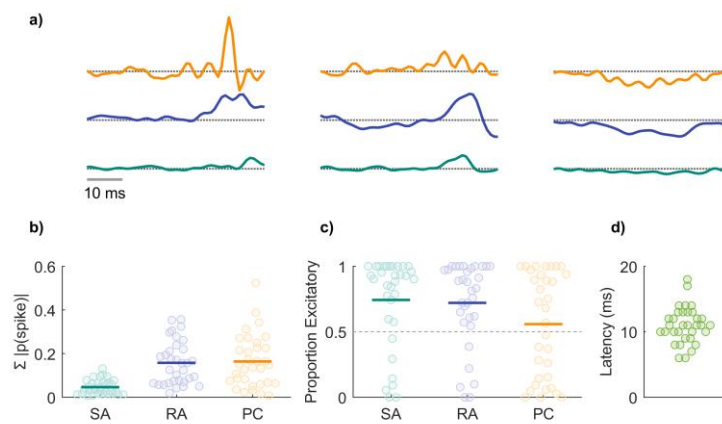 a)
10 ms
b)
Σ |p(spike)|
0.6
0.4
0.2
0
SA
RA
PC
c)
Proportion Excitatory
1
0.5
0
SA
RA
PC
d)
Latency (ms)
20
10
0